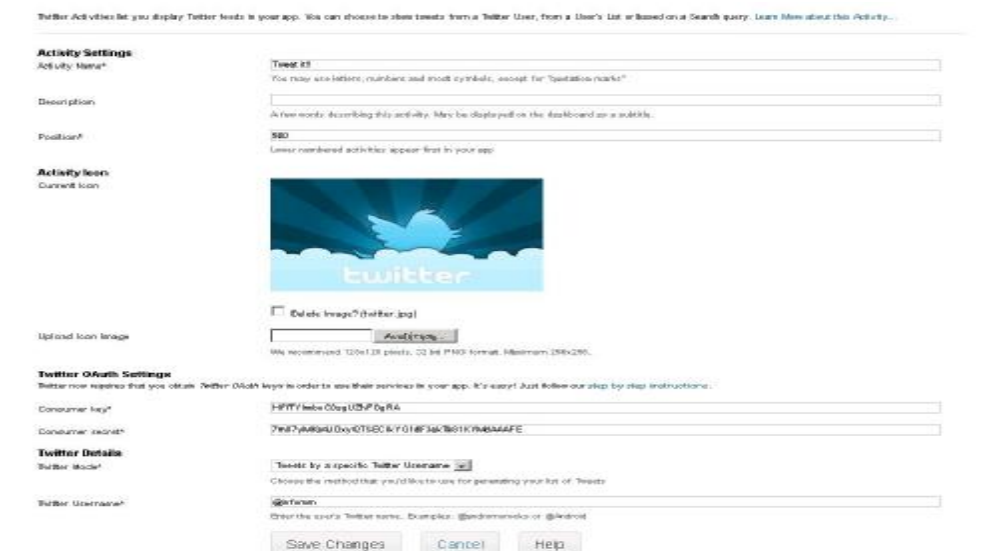 Twitter Activities let you display Twitter feeds in your app. You can choose to show tweets from a Twitter User, from a User's List or based on a Search query. Learn More about this Activity...
Activity Settings
Activity Name*
Tweet it!
You may use letters, numbers and most symbols, except for "quotation marks"
Description
A few words describing this activity. May be displayed on the dashboard as a subtitle.
Position*
Lower numbered activities appear first in your app
Activity Icon
Current Icon
twitter
Delete Image? (twitter.jpg)
Upload Icon Image
We recommend 128x128 pixels, 32 bit PNG format. Maximum 256x256.
Twitter OAuth Settings
Twitter now requires that you obtain Twitter OAuth keys in order to use their services in your app. It's easy! Just follow our step by step instructions.
Consumer key*
Consumer secret*
Twitter Details
Twitter Mode*
Tweets by a specific Twitter Username
Choose the method that you'd like to use for generating your list of Tweets
Twitter Username*
Enter the user's Twitter name. Examples: or @Android
Save Changes Cancel Help